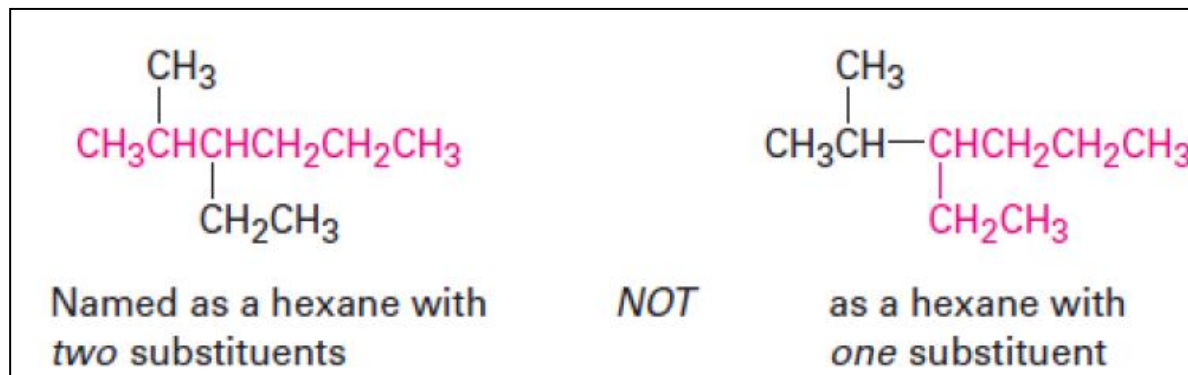 CH3 CH3
CH3CHCHCH2CH2CH3 CH3CH—CHCH2CH2CH3
CH2CH3 CH2CH3
Named as a hexane with NOT as a hexane with
two substituents one substituent